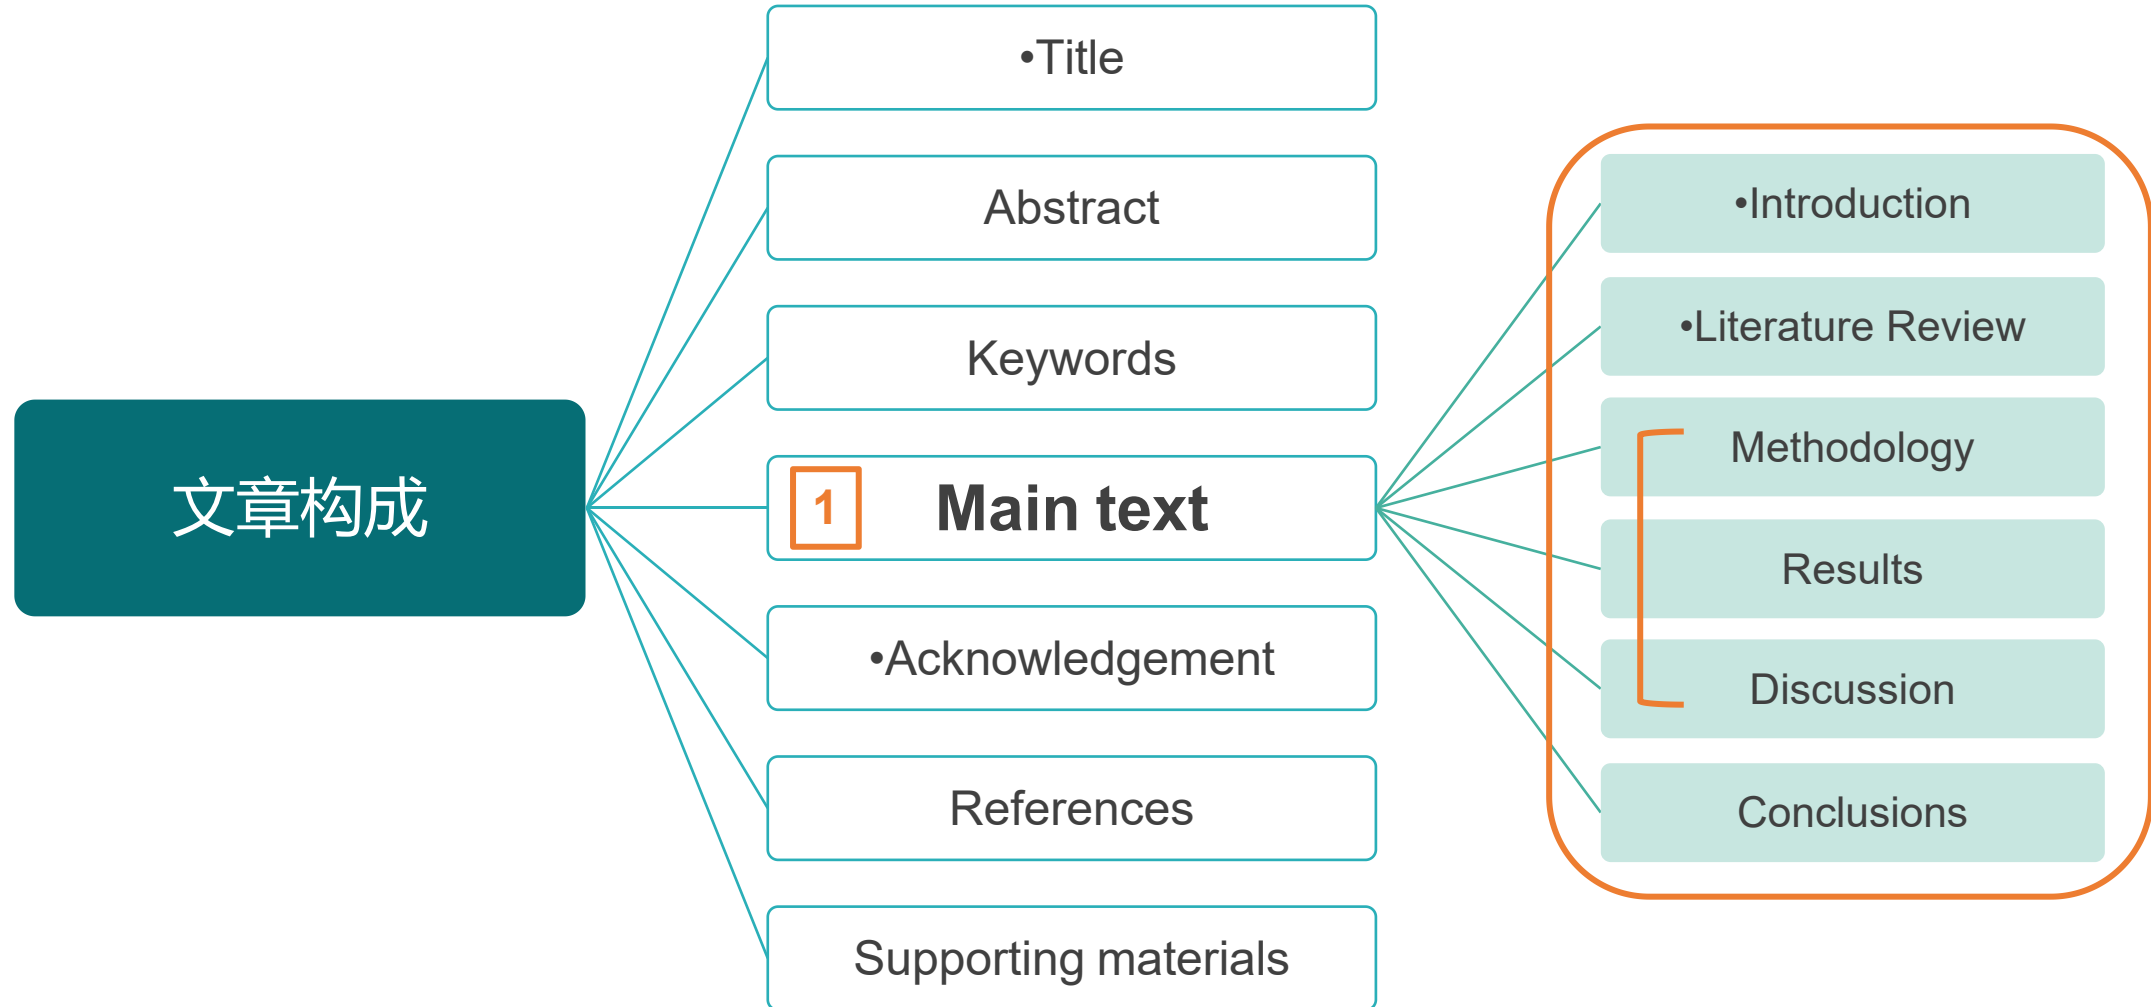 文章构成
•Title
Abstract
Keywords
1
Main text
•Acknowledgement
References
Supporting materials
•Introduction
•Literature Review
Methodology
Results
Discussion
Conclusions